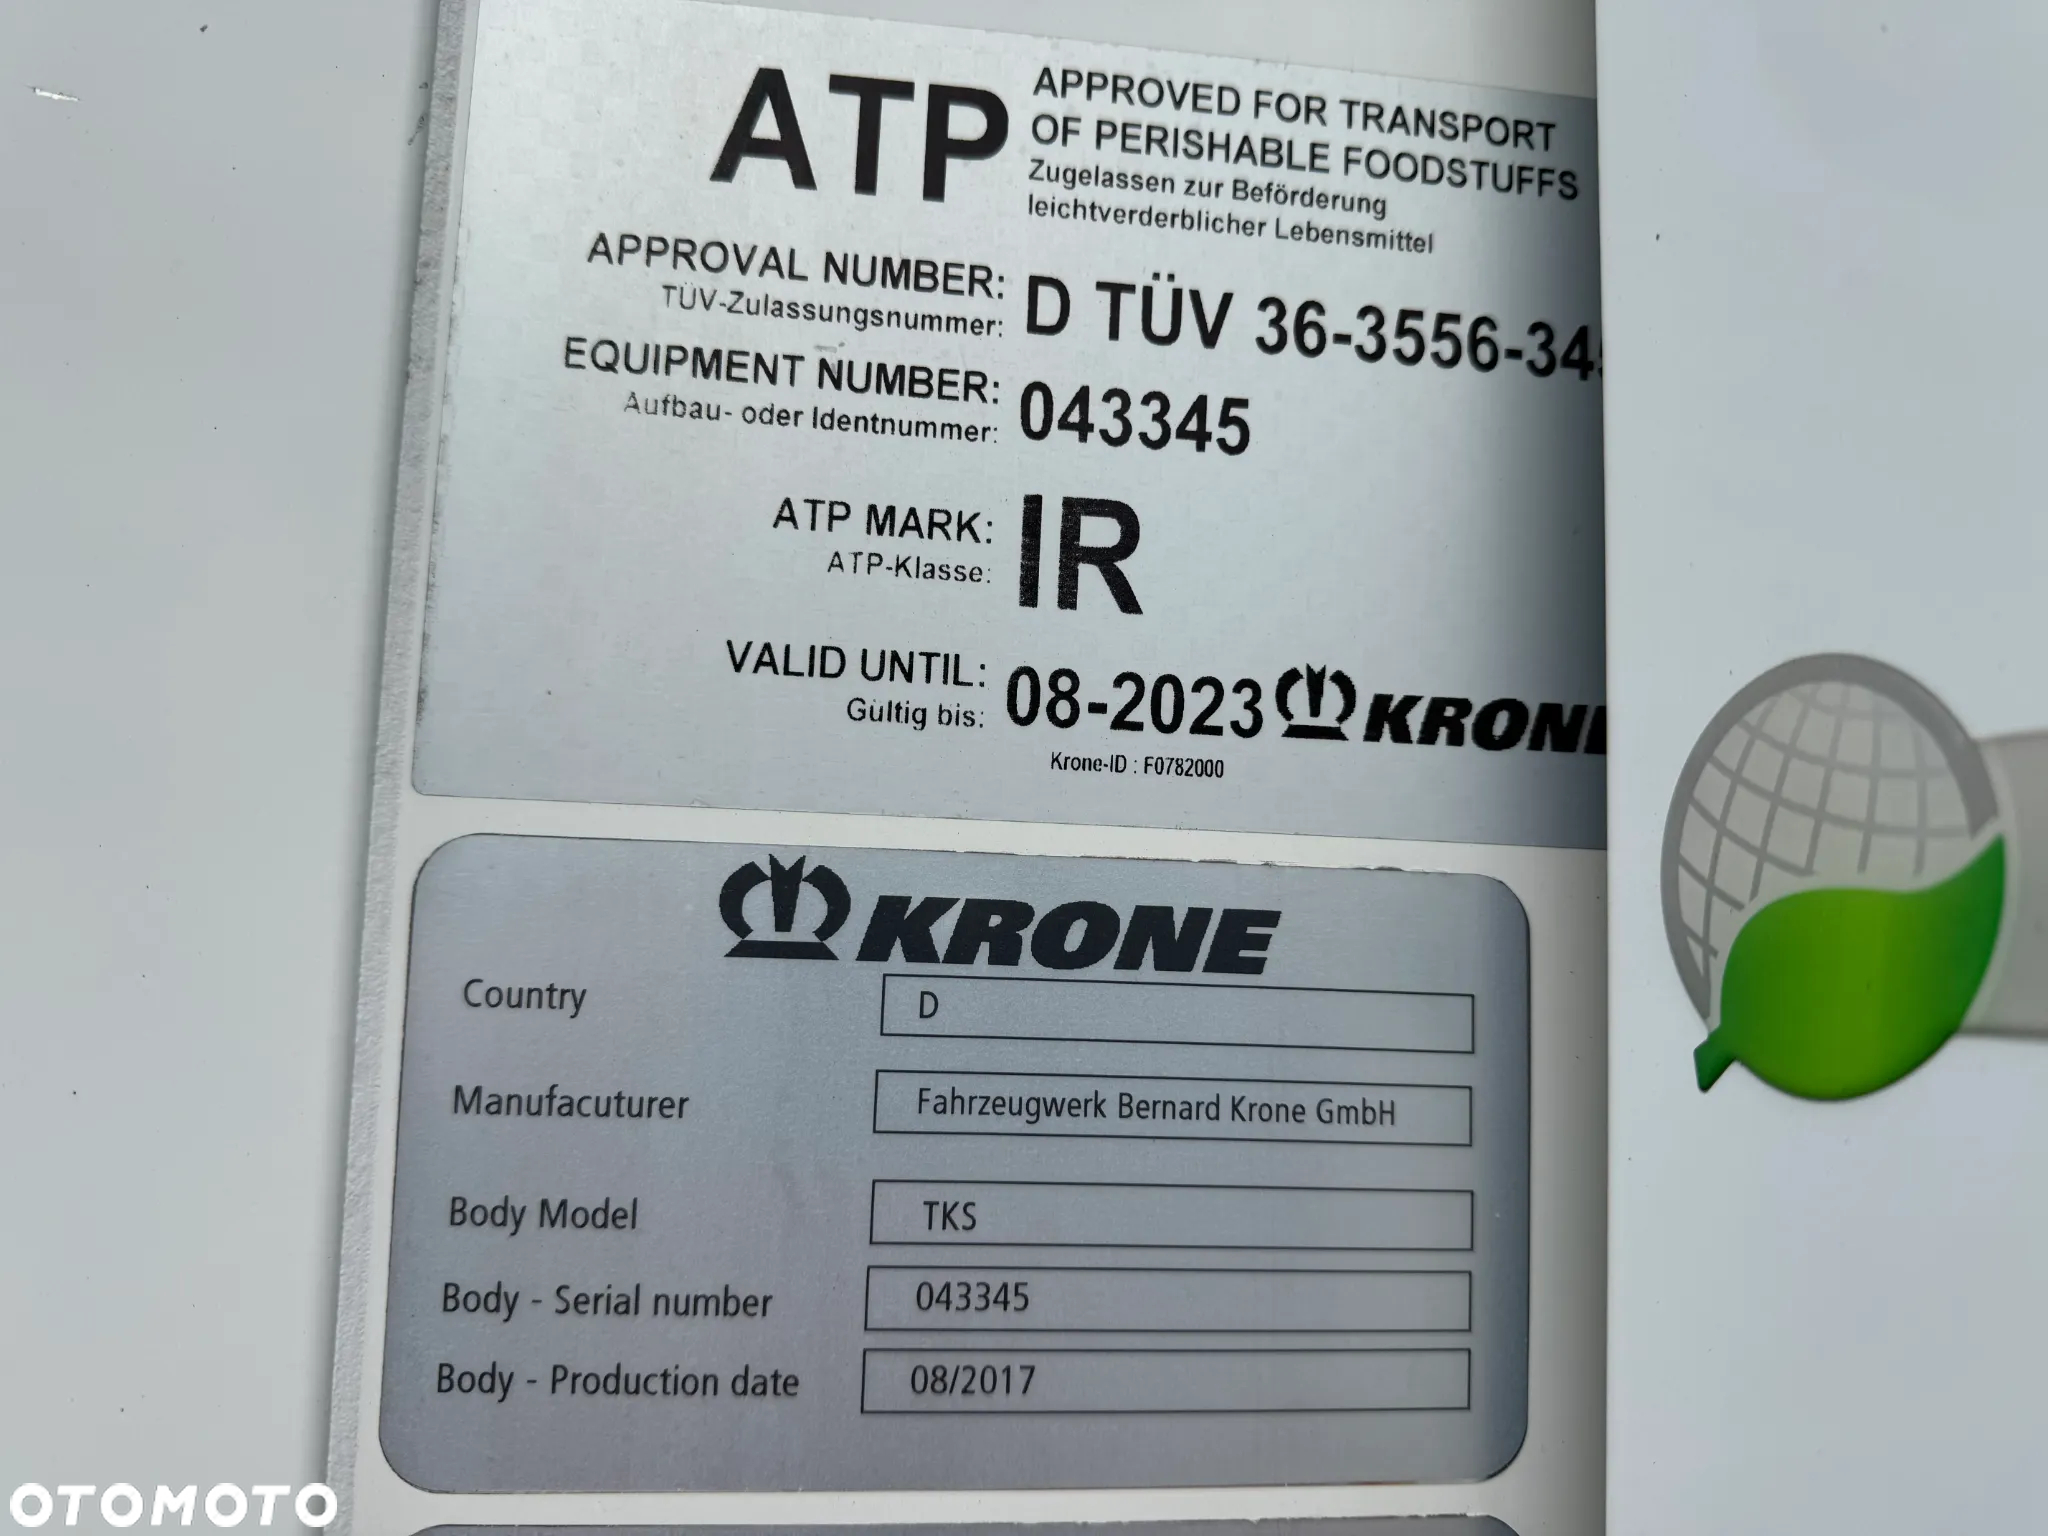 ATP
APPROVED FOR TRANSPORT
OF PERISHABLE FOODSTUFFS
Zugelassen zur Beförderung
leichtverderblicher Lebensmittel
APPROVAL NUMBER: D TÜV 36-3556-34
TÜV-Zulassungsnummer:
EQUIPMENT NUMBER: 043345
Aufbau- oder Identnummer:
ATP MARK: IR
ATP-Klasse:
VALID UNTIL: 08-2023 KRONE
Gültig bis:
Krone-ID : F0782000
KRONE
Country D
Manufacuturer Fahrzeugwerk Bernard Krone GmbH
Body Model TKS
Body - Serial number 043345
Body - Production date 08/2017
OTOMOTO